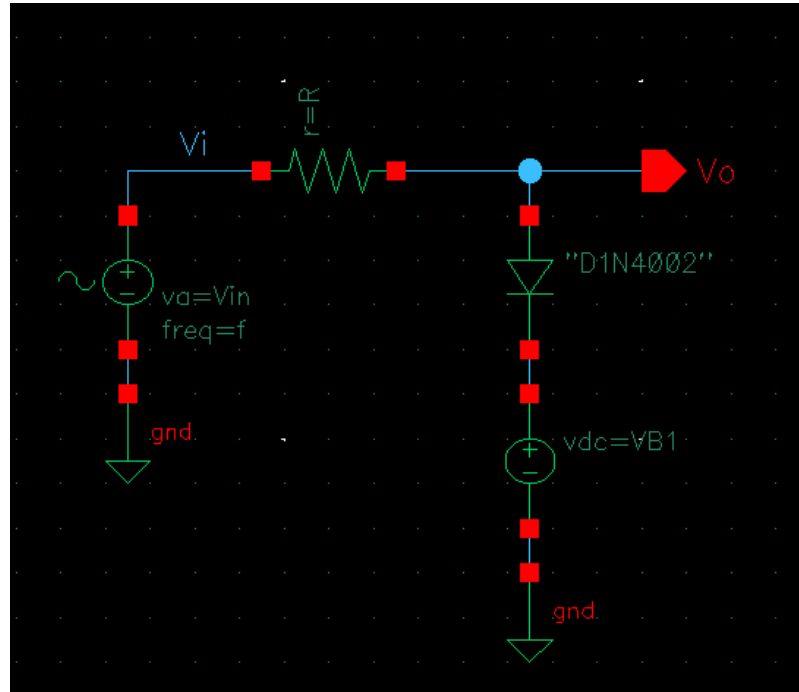 r=R
Vi
Vo
"D1N4002"
va=Vin
freq=f
gnd
vdc=VB1
gnd